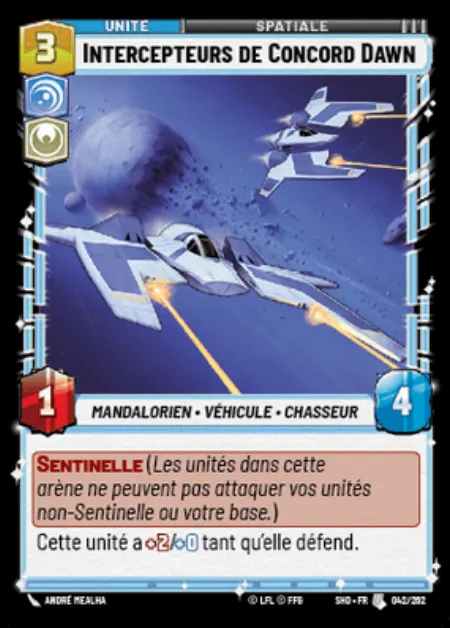 UNITÉ
SPATIALE
3
INTERCEPTEURS DE CONCORD DAWN
1
MANDALORIEN • VÉHICULE • CHASSEUR
4
SENTINELLE (Les unités dans cette
arène ne peuvent pas attaquer vos unités
non-Sentinelle ou votre base.)
Cette unité a +2/+0 tant qu'elle défend.
ANDRÉ MEALHA
© LFL © FFG
SHD • FR
042/262